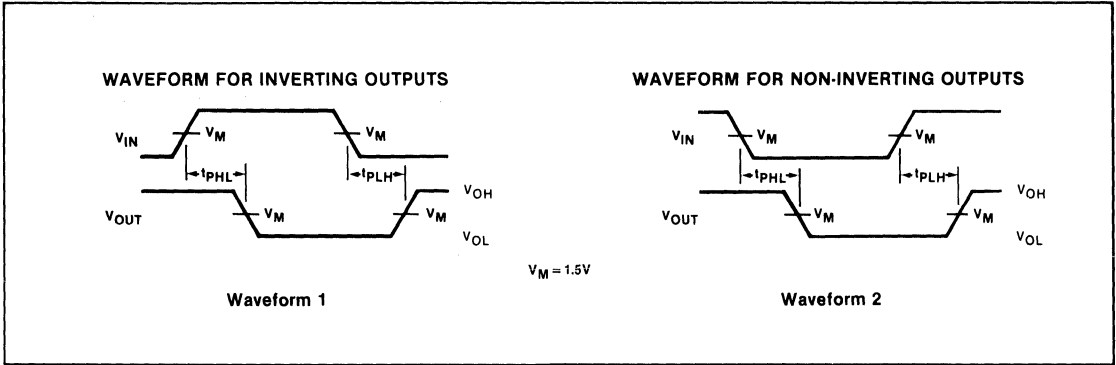 WAVEFORM FOR INVERTING OUTPUTS
VIN
VM
VM
tPHL
tPLH
VOUT
VM
VM
VOH
VOL
Waveform 1
VM = 1.5V
WAVEFORM FOR NON-INVERTING OUTPUTS
VIN
VM
VM
tPHL
tPLH
VOUT
VM
VM
VOH
VOL
Waveform 2